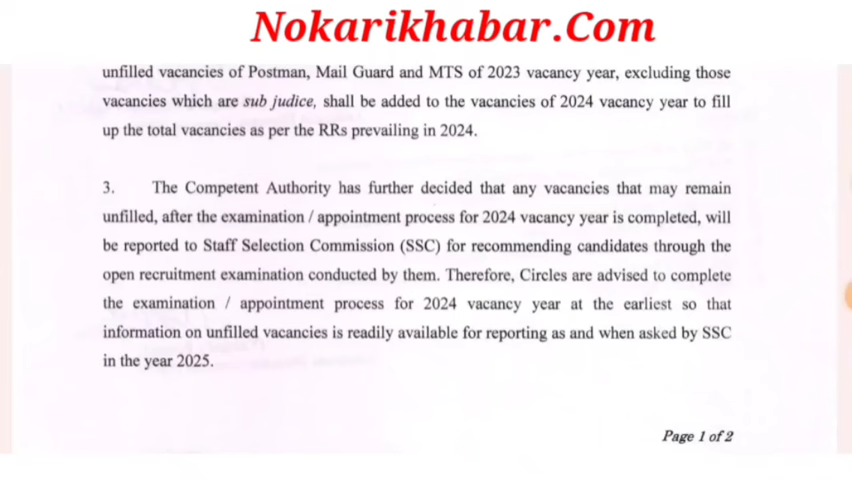 Nokarikhabar.Com
unfilled vacancies of Postman, Mail Guard and MTS of 2023 vacancy year, excluding those
vacancies which are sub judice, shall be added to the vacancies of 2024 vacancy year to fill
up the total vacancies as per the RRs prevailing in 2024.
3. The Competent Authority has further decided that any vacancies that may remain
unfilled, after the examination / appointment process for 2024 vacancy year is completed, will
be reported to Staff Selection Commission (SSC) for recommending candidates through the
open recruitment examination conducted by them. Therefore, Circles are advised to complete
the examination / appointment process for 2024 vacancy year at the earliest so that
information on unfilled vacancies is readily available for reporting as and when asked by SSC
in the year 2025.
Page 1 of 2